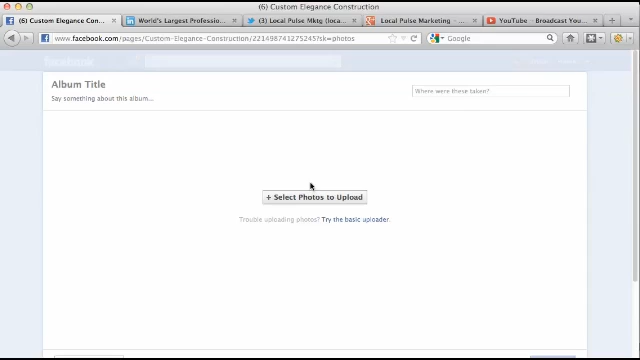 (6) Custom Elegance Construction
(6) Custom Elegance Constru...
World's Largest Professio...
(3) Local Pulse Mktg (loca...
Local Pulse Marketing - ...
YouTube - Broadcast You...
www.facebook.com/pages/Custom-Elegance-Construction/221498741275245?sk=photos
Google
Album Title
Say something about this album...
Where were these taken?
+ Select Photos to Upload
Trouble uploading photos? Try the basic uploader.